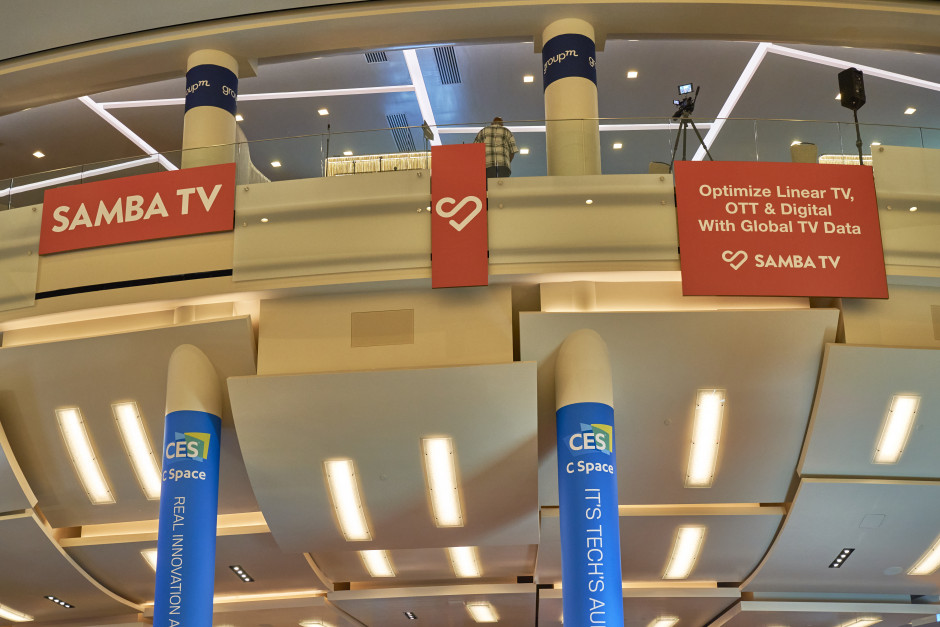 groupm
groupm
SAMBA TV
Optimize Linear TV,
OTT & Digital
With Global TV Data
SAMBA TV
CES
C Space
REAL INNOVATION A
CES
C Space
IT'S TECH'S AU